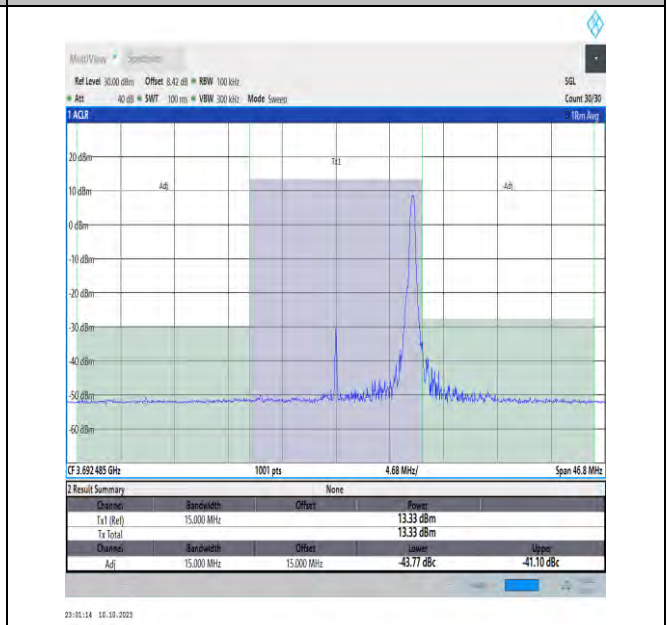 MultiView Spectrum
Ref Level 30.00 dBm Offset 8.42 dB RBW 100 kHz SGL
Att 40 dB SWT 100 ms VBW 300 kHz Mode Sweep Count 30/30
1 ACLR 1Rm Avg
20 dBm
Tx1
10 dBm Adj Adj
0 dBm
-10 dBm
-20 dBm
-30 dBm
-40 dBm
-50 dBm
-60 dBm
CF 3.692 485 GHz 1001 pts 4.68 MHz/ Span 46.8 MHz
2 Result Summary None
Channel Bandwidth Offset Power
Tx1 (Ref) 15.000 MHz 13.33 dBm
Tx Total 13.33 dBm
Channel Bandwidth Offset Lower Upper
Adj 15.000 MHz 15.000 MHz -43.77 dBc -41.10 dBc
23:01:14 10.10.2023